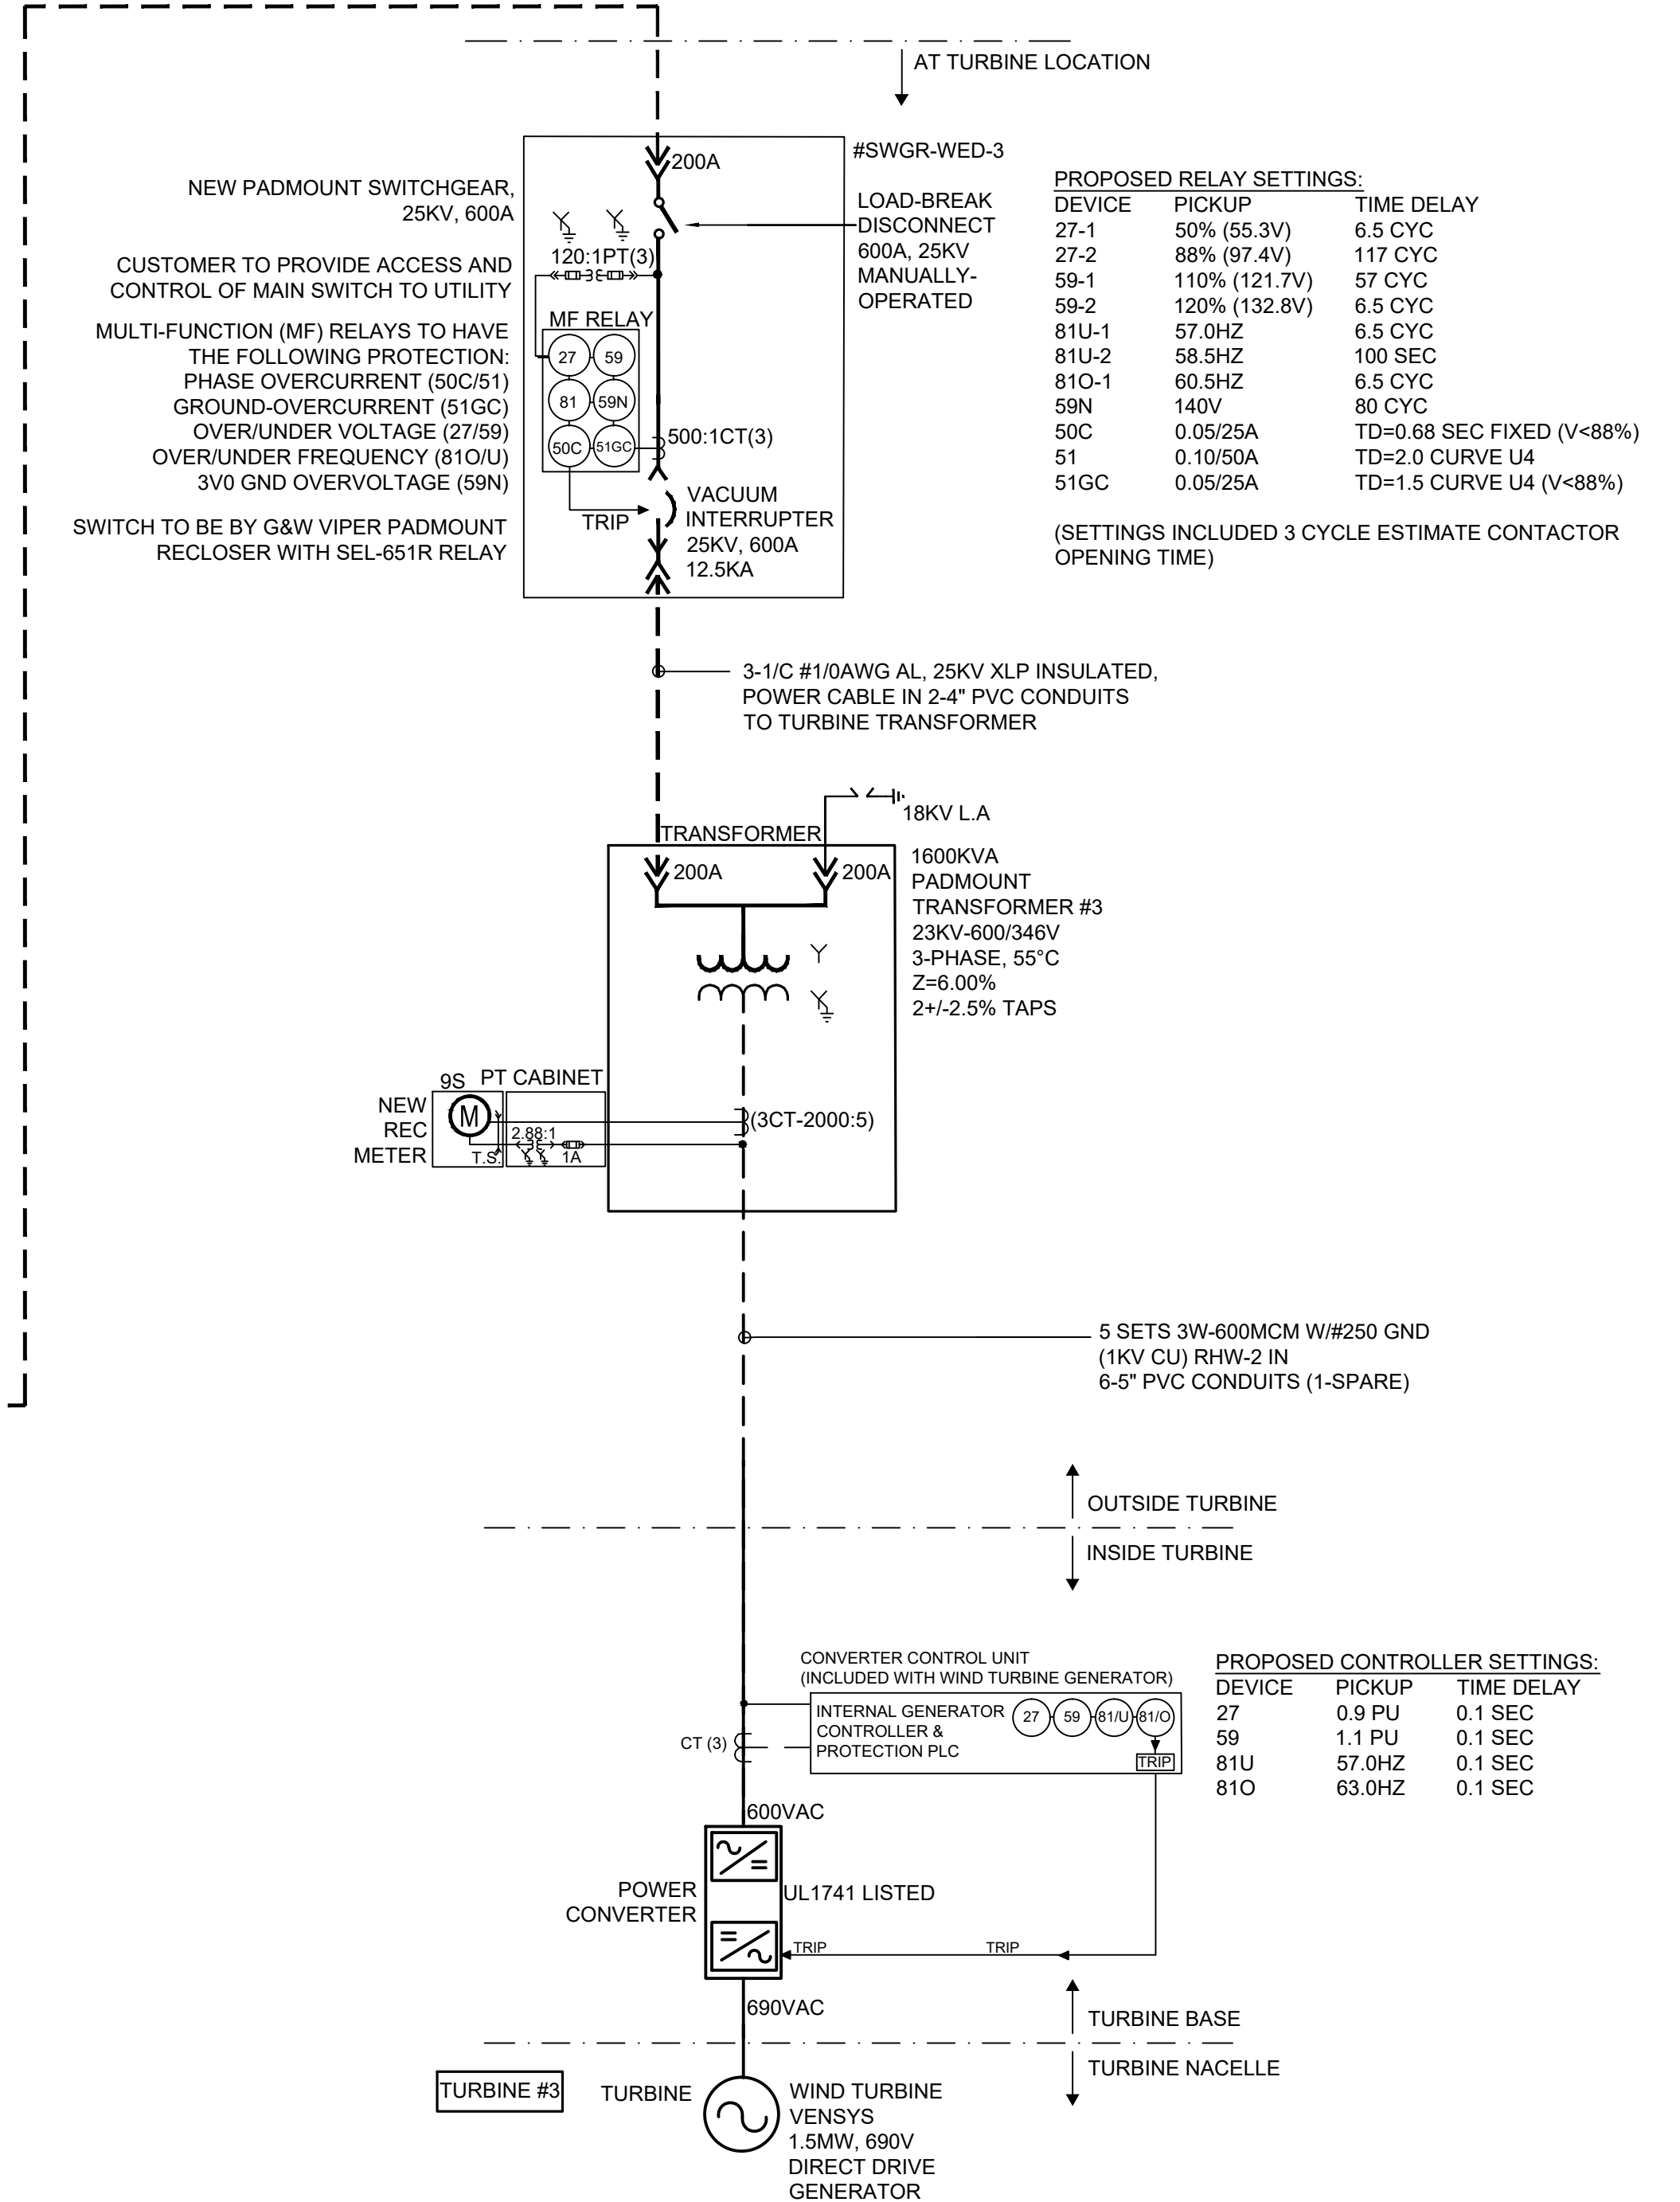 AT TURBINE LOCATION
#SWGR-WED-3
200A
NEW PADMOUNT SWITCHGEAR,
25KV, 600A
CUSTOMER TO PROVIDE ACCESS AND
CONTROL OF MAIN SWITCH TO UTILITY
MULTI-FUNCTION (MF) RELAYS TO HAVE
THE FOLLOWING PROTECTION:
PHASE OVERCURRENT (50C/51)
GROUND-OVERCURRENT (51GC)
OVER/UNDER VOLTAGE (27/59)
OVER/UNDER FREQUENCY (81O/U)
3V0 GND OVERVOLTAGE (59N)
SWITCH TO BE BY G&W VIPER PADMOUNT
RECLOSER WITH SEL-651R RELAY
120:1PT(3)
MF RELAY
27 59
81 59N
50C 51GC
500:1CT(3)
TRIP
VACUUM
INTERRUPTER
25KV, 600A
12.5KA
LOAD-BREAK
DISCONNECT
600A, 25KV
MANUALLY-
OPERATED
PROPOSED RELAY SETTINGS:
DEVICE PICKUP TIME DELAY
27-1 50% (55.3V) 6.5 CYC
27-2 88% (97.4V) 117 CYC
59-1 110% (121.7V) 57 CYC
59-2 120% (132.8V) 6.5 CYC
81U-1 57.0HZ 6.5 CYC
81U-2 58.5HZ 100 SEC
81O-1 60.5HZ 6.5 CYC
59N 140V 80 CYC
50C 0.05/25A TD=0.68 SEC FIXED (V<88%)
51 0.10/50A TD=2.0 CURVE U4
51GC 0.05/25A TD=1.5 CURVE U4 (V<88%)
(SETTINGS INCLUDED 3 CYCLE ESTIMATE CONTACTOR
OPENING TIME)
3-1/C #1/0AWG AL, 25KV XLP INSULATED,
POWER CABLE IN 2-4" PVC CONDUITS
TO TURBINE TRANSFORMER
18KV L.A
TRANSFORMER
200A
200A
1600KVA
PADMOUNT
TRANSFORMER #3
23KV-600/346V
3-PHASE, 55°C
Z=6.00%
2+/-2.5% TAPS
9S PT CABINET
NEW
REC
METER
M
T.S.
2.88:1
1A
(3CT-2000:5)
5 SETS 3W-600MCM W/#250 GND
(1KV CU) RHW-2 IN
6-5" PVC CONDUITS (1-SPARE)
OUTSIDE TURBINE
INSIDE TURBINE
CONVERTER CONTROL UNIT
(INCLUDED WITH WIND TURBINE GENERATOR)
INTERNAL GENERATOR
CONTROLLER &
PROTECTION PLC
27 59 81/U 81/O
TRIP
CT (3)
PROPOSED CONTROLLER SETTINGS:
DEVICE PICKUP TIME DELAY
27 0.9 PU 0.1 SEC
59 1.1 PU 0.1 SEC
81U 57.0HZ 0.1 SEC
81O 63.0HZ 0.1 SEC
600VAC
POWER
CONVERTER
UL1741 LISTED
TRIP TRIP
690VAC
TURBINE BASE
TURBINE NACELLE
TURBINE #3
TURBINE
WIND TURBINE
VENSYS
1.5MW, 690V
DIRECT DRIVE
GENERATOR